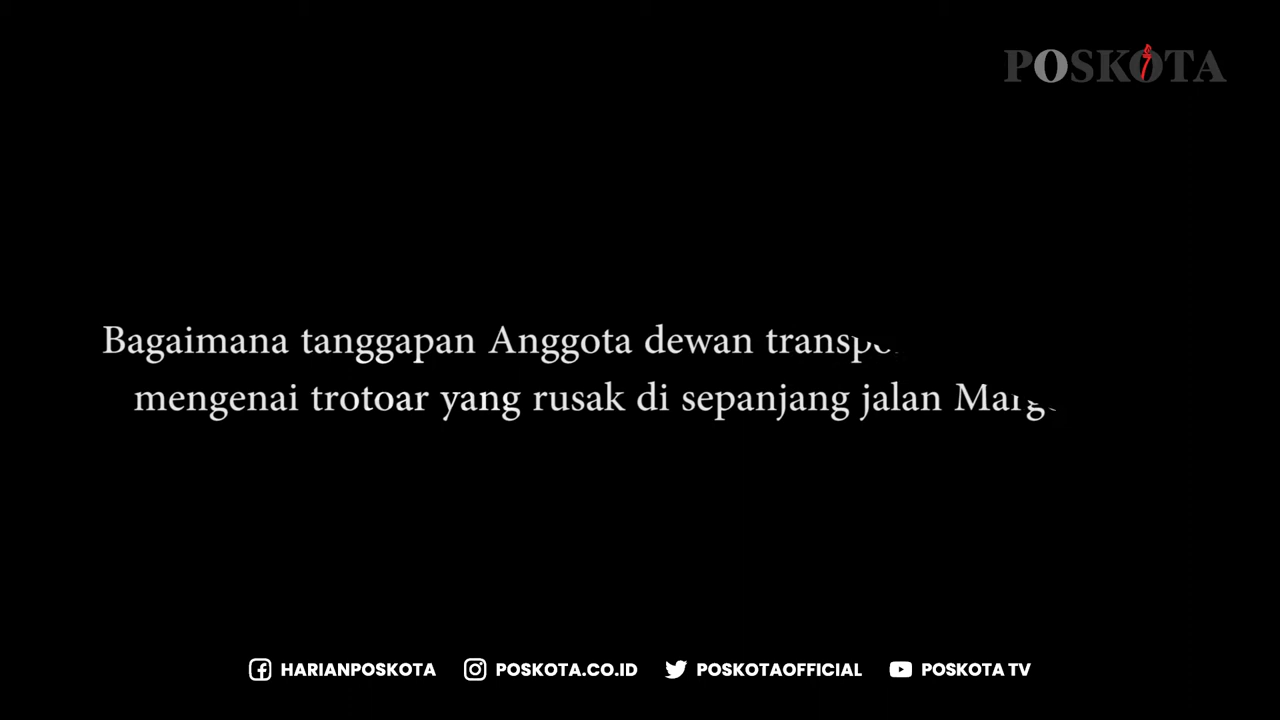 POSKOTA
Bagaimana tanggapan Anggota dewan
mengenai trotoar yang rusak di sepanjang jalan
HARIANPOSKOTA POSKOTA.CO.ID POSKOTAOFFICIAL POSKOTA TV